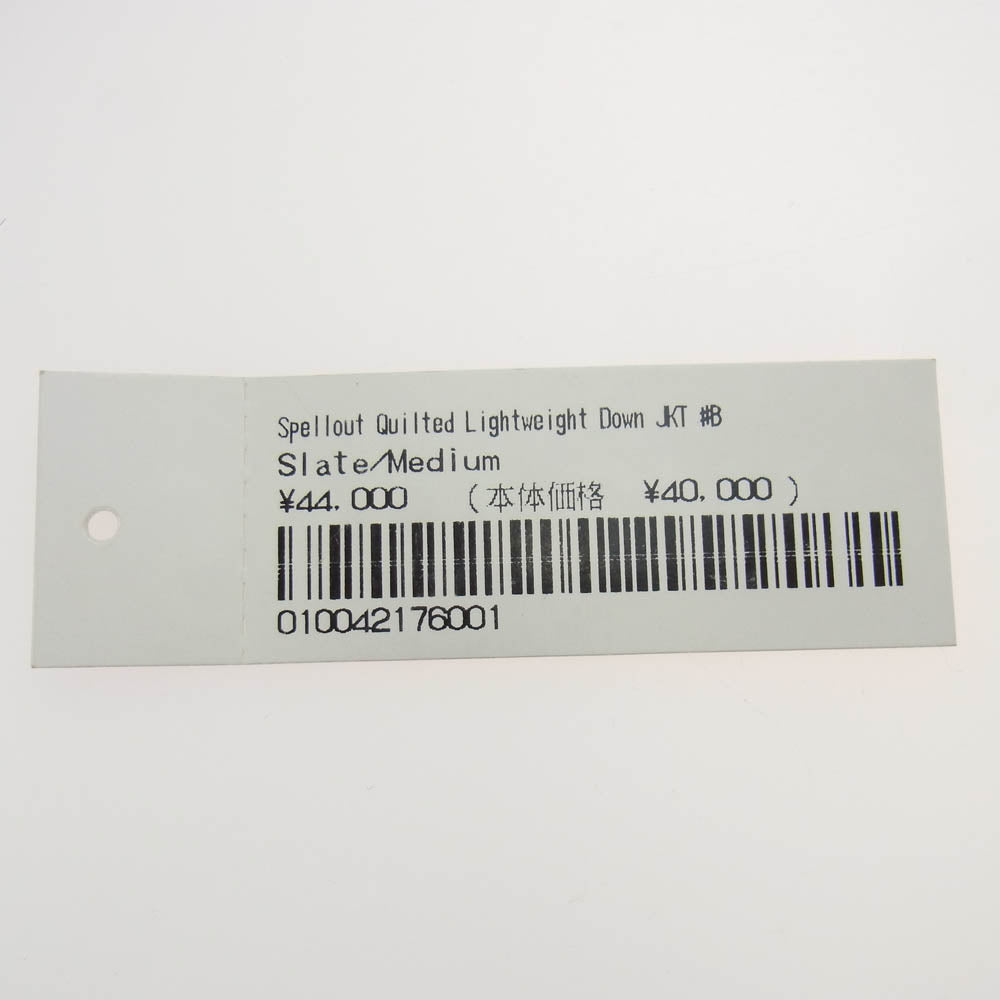 Spellout Quilted Lightweight Down JKT #B
Slate/Medium
¥44,000 (本体価格 ¥40,000)
010042176001